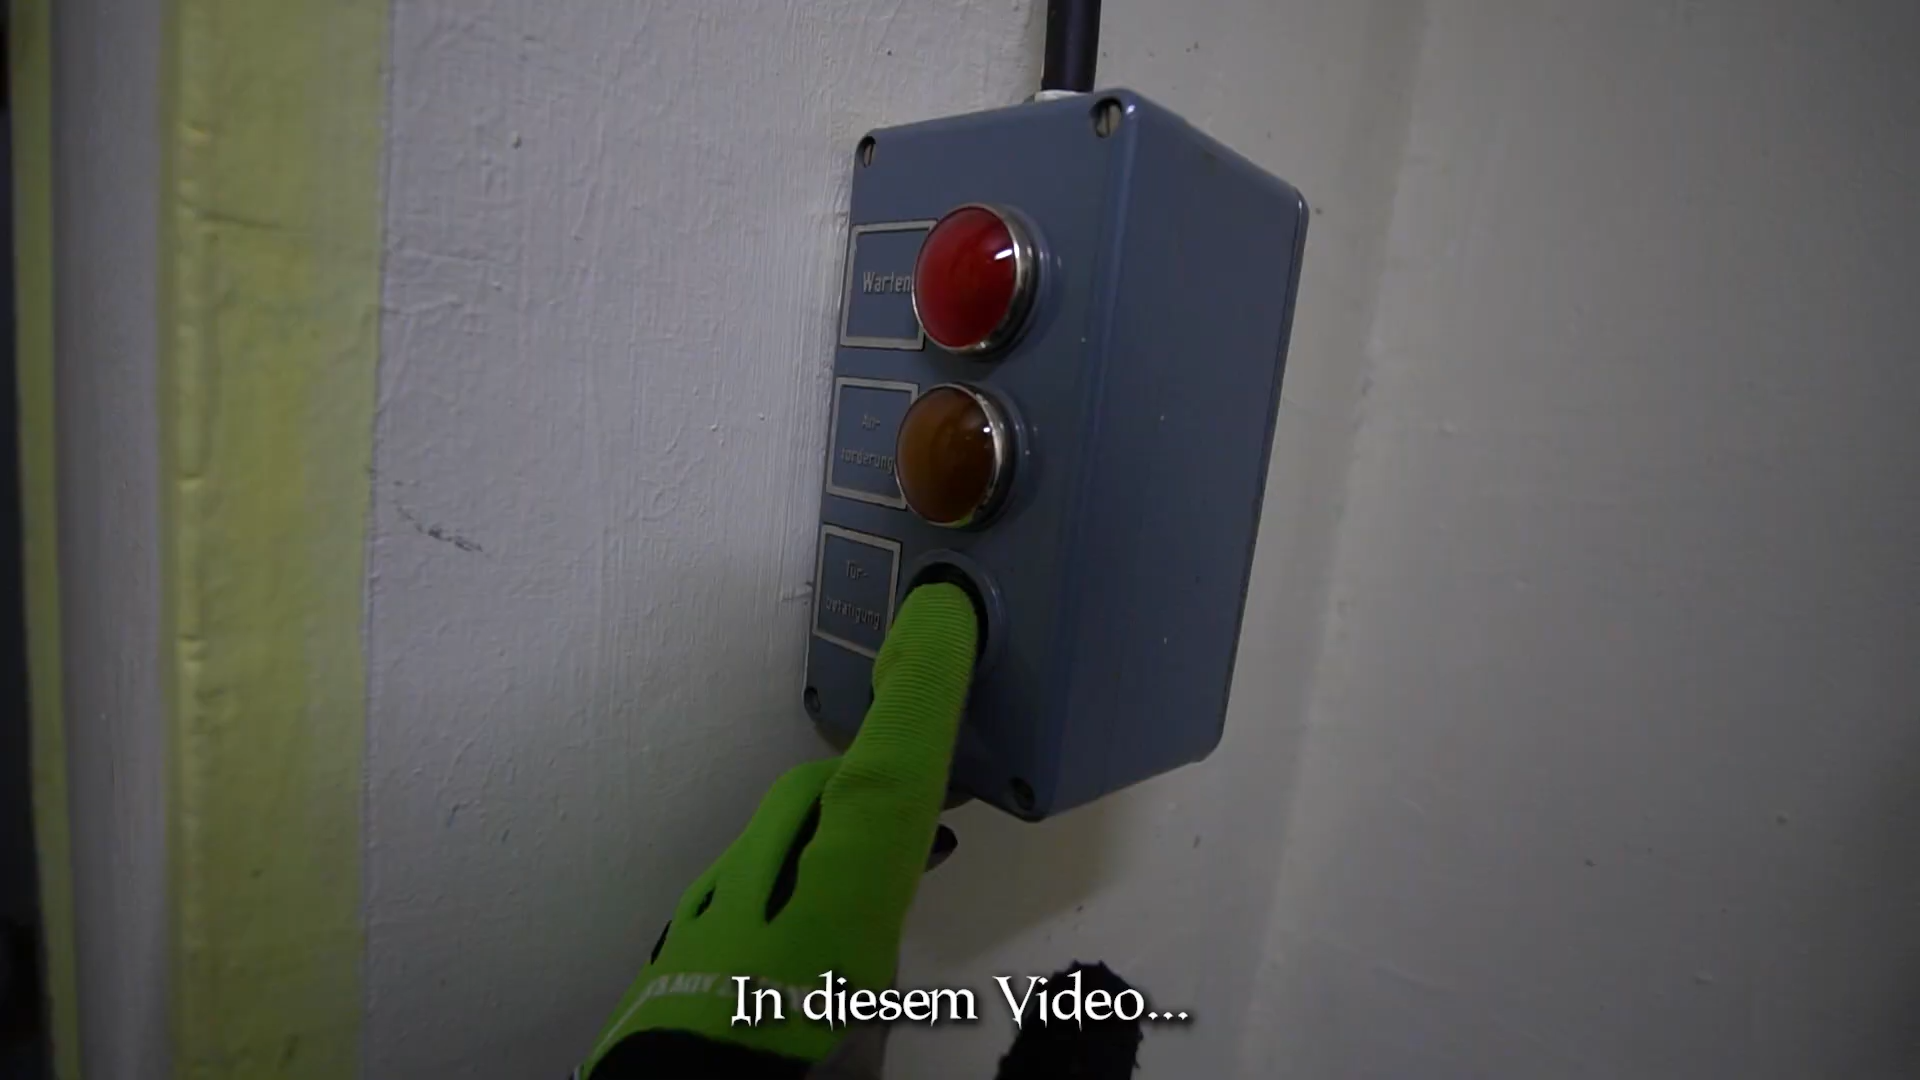 Warten
An-
forderung
Tür-
betätigung
In diesem Video...